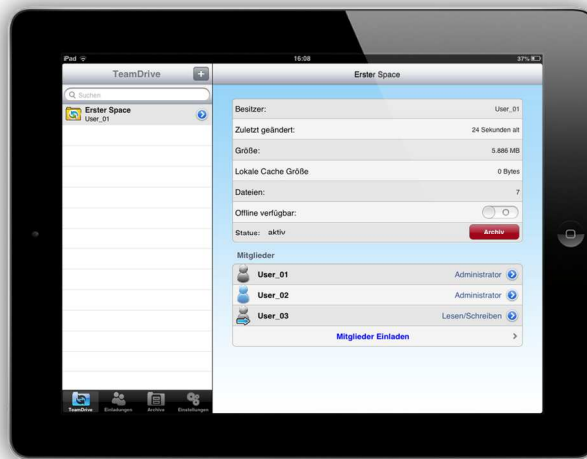 iPad 16:08 37%
TeamDrive + Erster Space
Suchen
Erster Space
User_01
Besitzer: User_01
Zuletzt geändert: 24 Sekunden alt
Größe: 5.886 MB
Lokale Cache Größe 0 Bytes
Dateien: 7
Offline verfügbar:
Status: aktiv Archiv
Mitglieder
User_01 Administrator
User_02 Administrator
User_03 Lesen/Schreiben
Mitglieder Einladen
TeamDrive Einladungen Archive Einstellungen